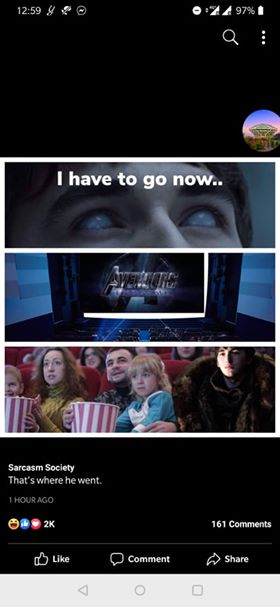 12:59
97%
I have to go now..
AVENGERS
Sarcasm Society
That's where he went.
1 HOUR AGO
2K
161 Comments
Like
Comment
Share